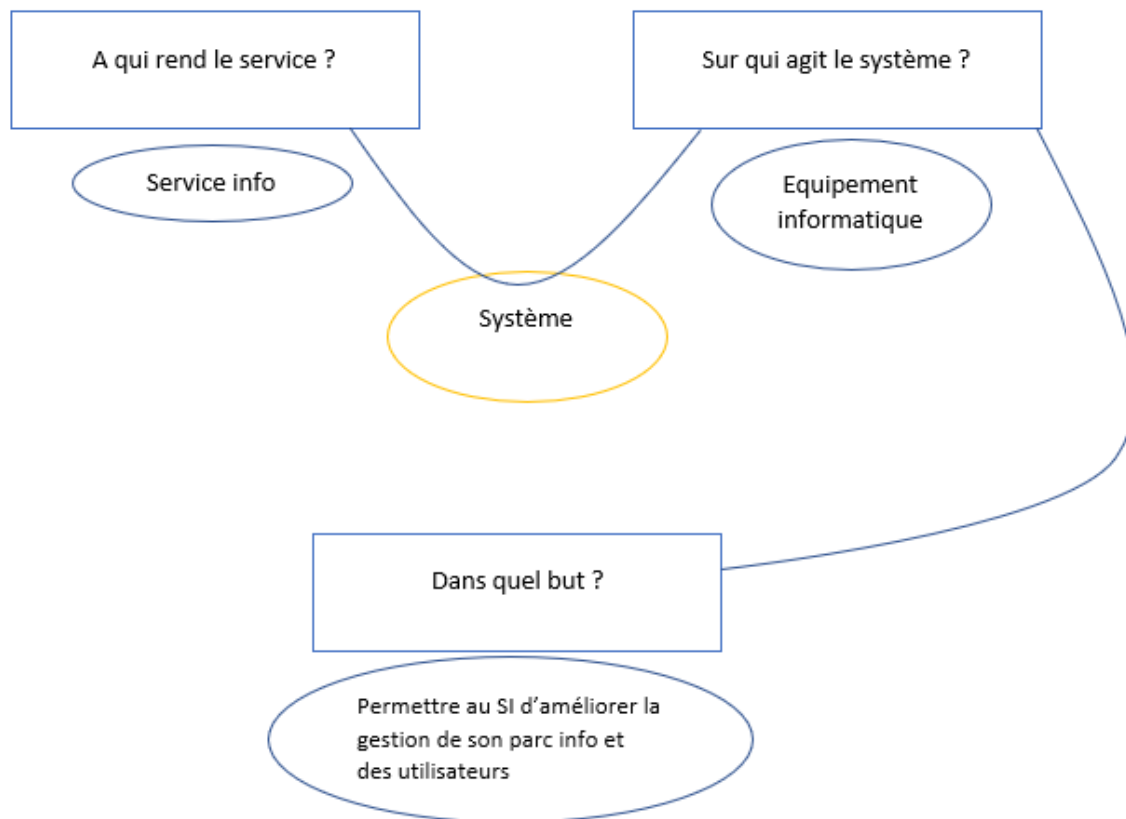 A qui rend le service ?
Sur qui agit le système ?
Service info
Equipement
informatique
Système
Dans quel but ?
Permettre au SI d’améliorer la
gestion de son parc info et
des utilisateurs